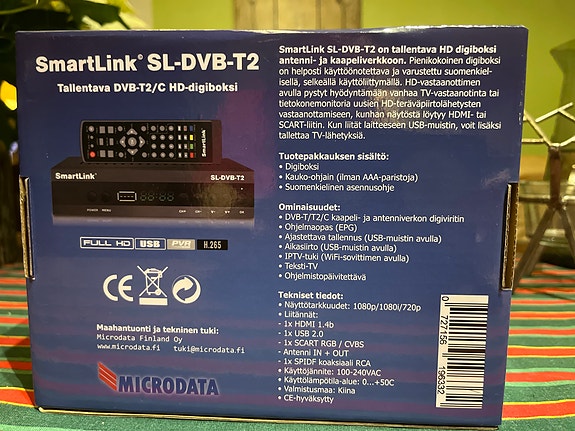 SmartLink® SL-DVB-T2
Tallentava DVB-T2/C HD-digiboksi
SmartLink®
SmartLink®
SL-DVB-T2
POWER MENU CH+ CH- V- V+ OK
FULL HD USB PVR H.265
CE
Maahantuonti ja tekninen tuki:
Microdata Finland Oy
www.microdata.fi tuki@microdata.fi
MICRODATA
SmartLink SL-DVB-T2 on tallentava HD digiboksi
antenni- ja kaapeliverkkoon. Pienikokoinen digiboksi
on helposti käyttöönotettava ja varustettu suomenkiel-
isellä, selkeällä käyttöliittymällä. HD-vastaanottimen
avulla pystyt hyödyntämään vanhaa TV-vastaanotinta tai
tietokonemonitoria uusien HD-teräväpiirtolähetysten
vastaanottamiseen, kunhan näytöstä löytyy HDMI- tai
SCART-liitin. Kun liität laitteeseen USB-muistin, voit lisäksi
tallettaa TV-lähetyksiä.
Tuotepakkauksen sisältö:
• Digiboksi
• Kauko-ohjain (ilman AAA-paristoja)
• Suomenkielinen asennusohje
Ominaisuudet:
• DVB-T/T2/C kaapeli- ja antenniverkon digiviritin
• Ohjelmaopas (EPG)
• Ajastettava tallennus (USB-muistin avulla)
• Aikasiirto (USB-muistin avulla)
• IPTV-tuki (WiFi-sovittimen avulla)
• Teksti-TV
• Ohjelmistopäivitettävä
Tekniset tiedot:
• Näyttötarkkuudet: 1080p/1080i/720p
• Liitännät:
- 1x HDMI 1.4b
- 1x USB 2.0
- 1x SCART RGB / CVBS
- Antenni IN + OUT
- 1x SPIDF koaksiaali RCA
• Käyttöjännite: 100-240VAC
• Käyttölämpötila-alue: 0...+50C
• Valmistusmaa: Kiina
• CE-hyväksytty